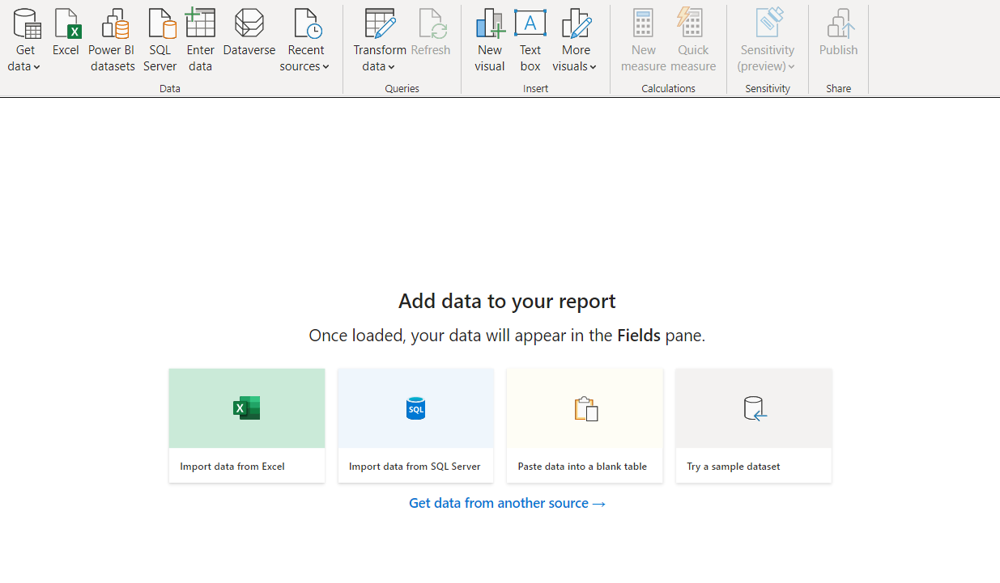 Get data
Excel
Power BI datasets
SQL Server
Enter data
Dataverse
Recent sources
Transform data
Refresh
New visual
Text box
More visuals
New measure
Quick measure
Sensitivity (preview)
Publish
Data
Queries
Insert
Calculations
Sensitivity
Share
X
A
Add data to your report
Once loaded, your data will appear in the Fields pane.
X
SQL
Import data from Excel
Import data from SQL Server
Paste data into a blank table
Try a sample dataset
Get data from another source →